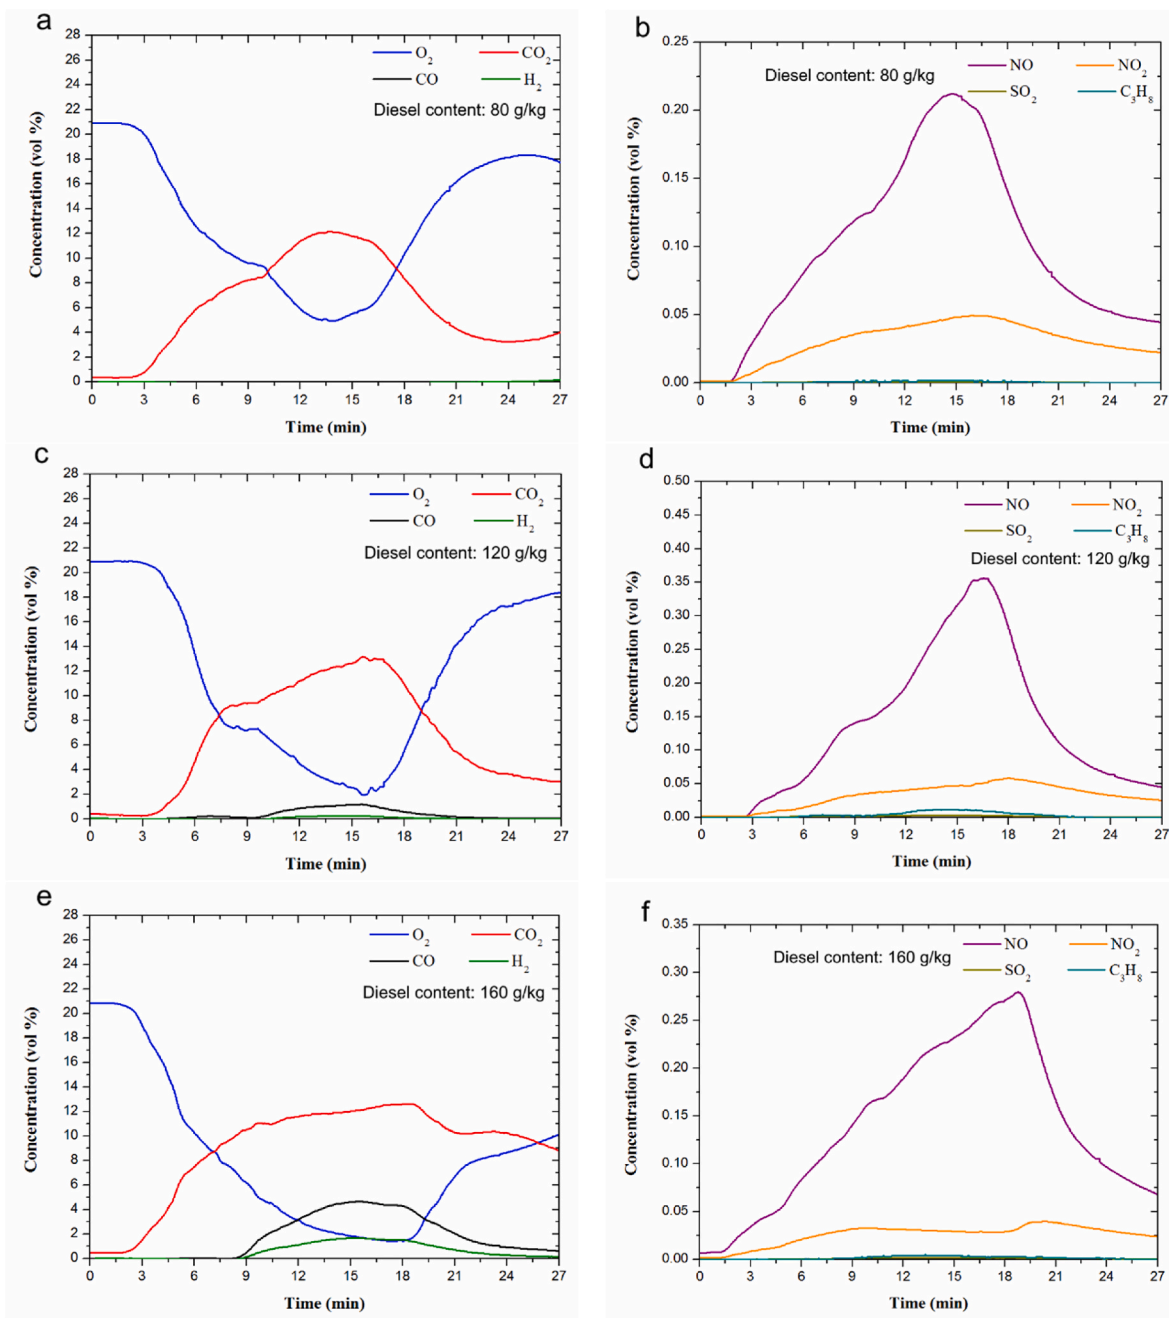 a
28
26
24
22
20
18
16
14
12
10
8
6
4
2
0
Concentration (vol %)
O2 CO2
CO H2
Diesel content: 80 g/kg
0 3 6 9 12 15 18 21 24 27
Time (min)
b
0.25
0.20
0.15
0.10
0.05
0.00
Concentration (vol %)
NO NO2
SO2 C3H8
Diesel content: 80 g/kg
0 3 6 9 12 15 18 21 24 27
Time (min)
c
28
26
24
22
20
18
16
14
12
10
8
6
4
2
0
Concentration (vol %)
O2 CO2
CO H2
Diesel content: 120 g/kg
0 3 6 9 12 15 18 21 24 27
Time (min)
d
0.50
0.45
0.40
0.35
0.30
0.25
0.20
0.15
0.10
0.05
0.00
Concentration (vol %)
NO NO2
SO2 C3H8
Diesel content: 120 g/kg
0 3 6 9 12 15 18 21 24 27
Time (min)
e
28
26
24
22
20
18
16
14
12
10
8
6
4
2
0
Concentration (vol %)
O2 CO2
CO H2
Diesel content: 160 g/kg
0 3 6 9 12 15 18 21 24 27
Time (min)
f
0.35
0.30
0.25
0.20
0.15
0.10
0.05
0.00
Concentration (vol %)
NO NO2
SO2 C3H8
Diesel content: 160 g/kg
0 3 6 9 12 15 18 21 24 27
Time (min)